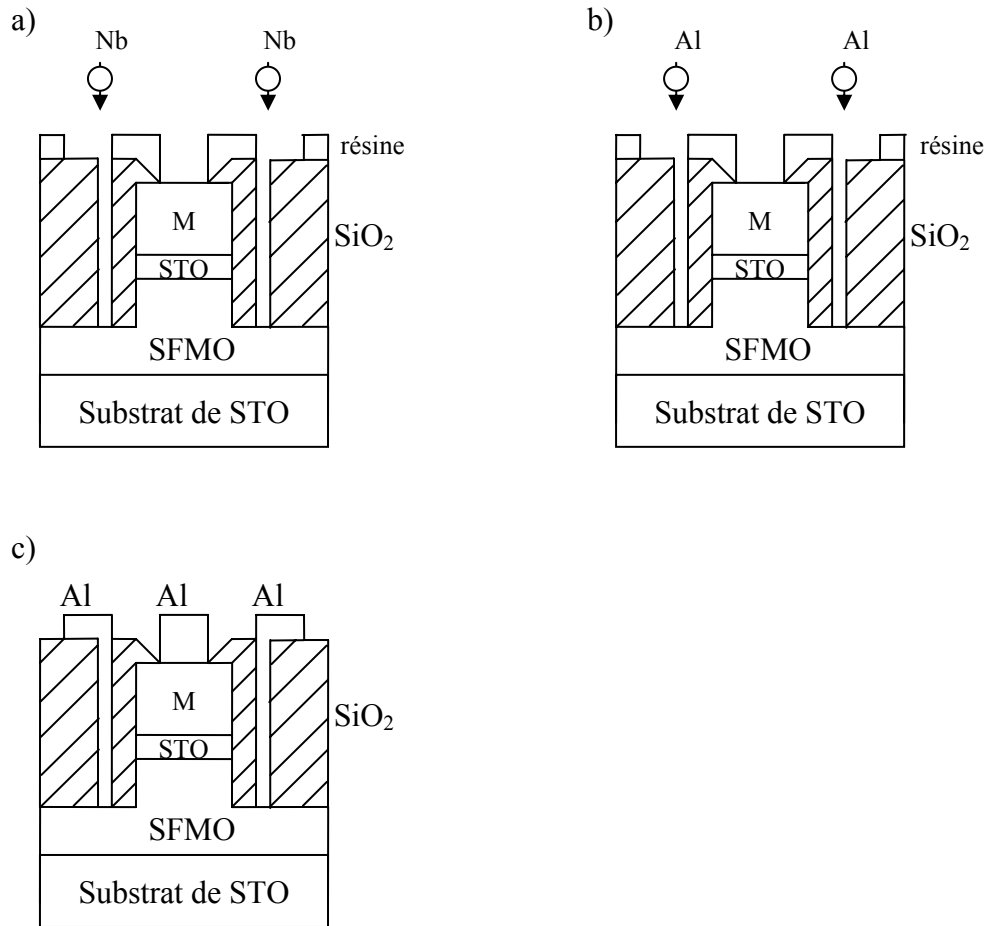 a)
Nb Nb
résine
M
SiO₂
STO
SFMO
Substrat de STO
b)
Al Al
résine
M
SiO₂
STO
SFMO
Substrat de STO
c)
Al Al Al
M
SiO₂
STO
SFMO
Substrat de STO